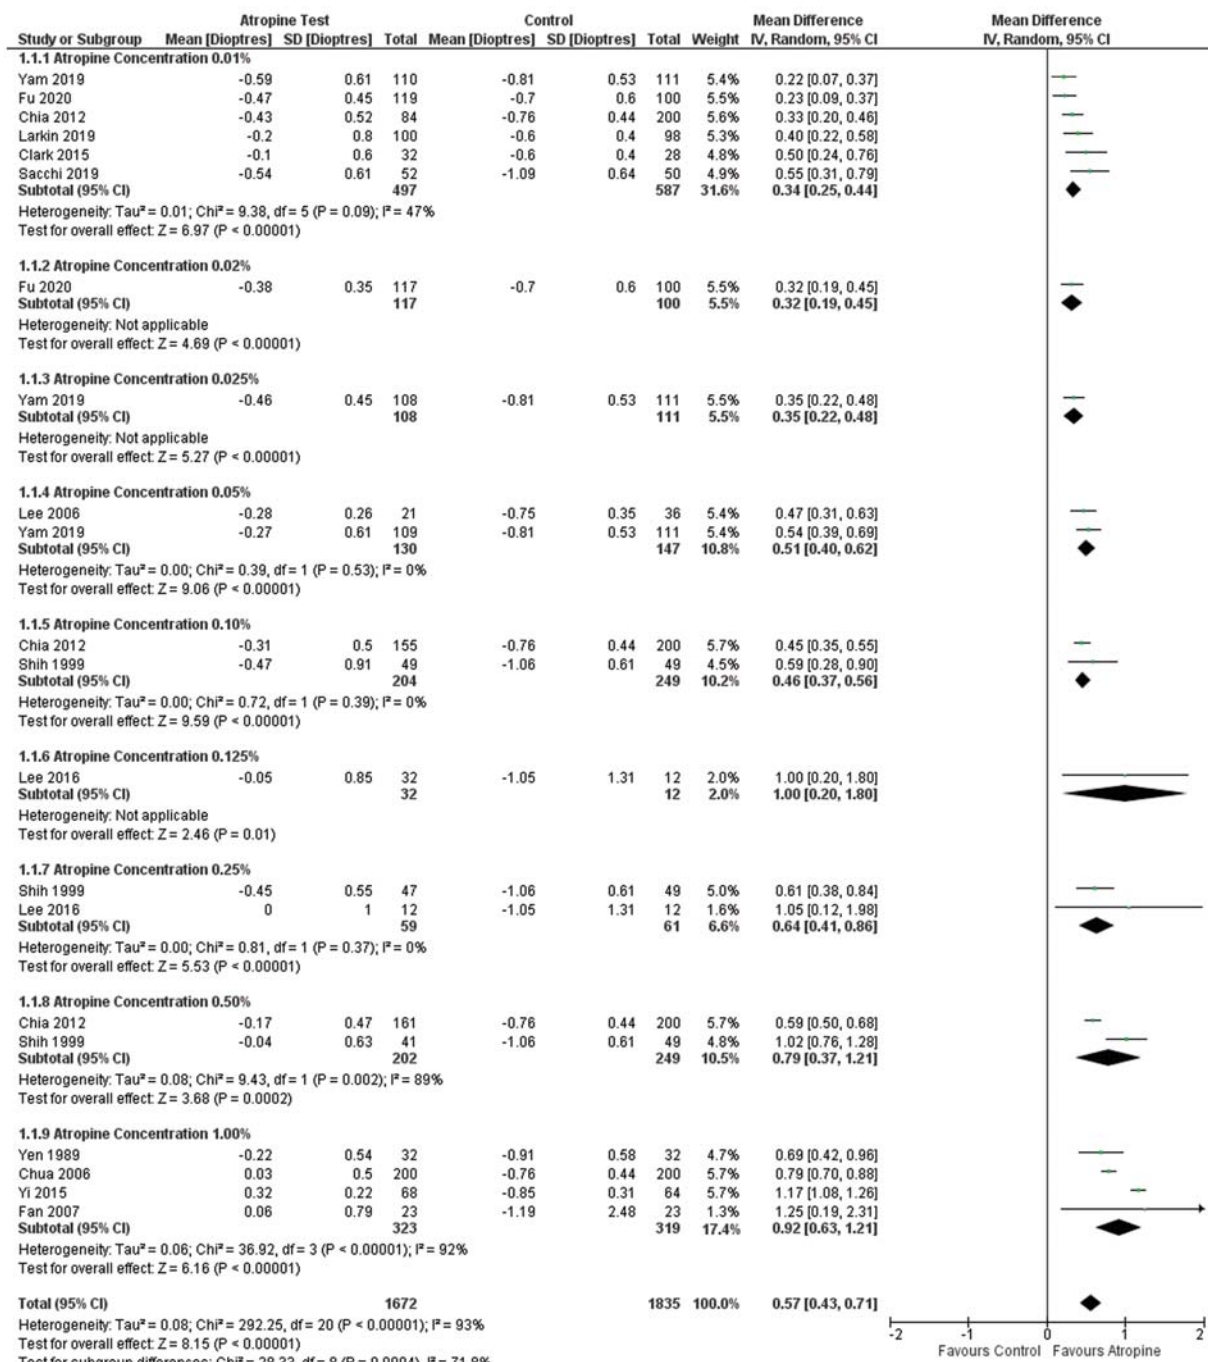 Atropine Test Control Mean Difference Mean Difference
Study or Subgroup Mean [Dioptres] SD [Dioptres] Total Mean [Dioptres] SD [Dioptres] Total Weight IV, Random, 95% CI IV, Random, 95% CI
1.1.1 Atropine Concentration 0.01%
Yam 2019 -0.59 0.61 110 -0.81 0.53 111 5.4% 0.22 [0.07, 0.37]
Fu 2020 -0.47 0.45 119 -0.7 0.6 100 5.5% 0.23 [0.09, 0.37]
Chia 2012 -0.43 0.52 84 -0.76 0.44 200 5.6% 0.33 [0.20, 0.46]
Larkin 2019 -0.2 0.8 100 -0.6 0.4 98 5.3% 0.40 [0.22, 0.58]
Clark 2015 -0.1 0.6 32 -0.6 0.4 28 4.8% 0.50 [0.24, 0.76]
Sacchi 2019 -0.54 0.61 52 -1.09 0.64 50 4.9% 0.55 [0.31, 0.79]
Subtotal (95% CI) 497 587 31.6% 0.34 [0.25, 0.44]
Heterogeneity: Tau² = 0.01; Chi² = 9.38, df = 5 (P = 0.09); I² = 47%
Test for overall effect: Z = 6.97 (P < 0.00001)
1.1.2 Atropine Concentration 0.02%
Fu 2020 -0.38 0.35 117 -0.7 0.6 100 5.5% 0.32 [0.19, 0.45]
Subtotal (95% CI) 117 100 5.5% 0.32 [0.19, 0.45]
Heterogeneity: Not applicable
Test for overall effect: Z = 4.69 (P < 0.00001)
1.1.3 Atropine Concentration 0.025%
Yam 2019 -0.46 0.45 108 -0.81 0.53 111 5.5% 0.35 [0.22, 0.48]
Subtotal (95% CI) 108 111 5.5% 0.35 [0.22, 0.48]
Heterogeneity: Not applicable
Test for overall effect: Z = 5.27 (P < 0.00001)
1.1.4 Atropine Concentration 0.05%
Lee 2006 -0.28 0.26 21 -0.75 0.35 36 5.4% 0.47 [0.31, 0.63]
Yam 2019 -0.27 0.61 109 -0.81 0.53 111 5.4% 0.54 [0.39, 0.69]
Subtotal (95% CI) 130 147 10.8% 0.51 [0.40, 0.62]
Heterogeneity: Tau² = 0.00; Chi² = 0.39, df = 1 (P = 0.53); I² = 0%
Test for overall effect: Z = 9.06 (P < 0.00001)
1.1.5 Atropine Concentration 0.10%
Chia 2012 -0.31 0.5 155 -0.76 0.44 200 5.7% 0.45 [0.35, 0.55]
Shih 1999 -0.47 0.91 49 -1.06 0.61 49 4.5% 0.59 [0.28, 0.90]
Subtotal (95% CI) 204 249 10.2% 0.46 [0.37, 0.56]
Heterogeneity: Tau² = 0.00; Chi² = 0.72, df = 1 (P = 0.39); I² = 0%
Test for overall effect: Z = 9.59 (P < 0.00001)
1.1.6 Atropine Concentration 0.125%
Lee 2016 -0.05 0.85 32 -1.05 1.31 12 2.0% 1.00 [0.20, 1.80]
Subtotal (95% CI) 32 12 2.0% 1.00 [0.20, 1.80]
Heterogeneity: Not applicable
Test for overall effect: Z = 2.46 (P = 0.01)
1.1.7 Atropine Concentration 0.25%
Shih 1999 -0.45 0.55 47 -1.06 0.61 49 5.0% 0.61 [0.38, 0.84]
Lee 2016 0 1 12 -1.05 1.31 12 1.6% 1.05 [0.12, 1.98]
Subtotal (95% CI) 59 61 6.6% 0.64 [0.41, 0.86]
Heterogeneity: Tau² = 0.00; Chi² = 0.81, df = 1 (P = 0.37); I² = 0%
Test for overall effect: Z = 5.53 (P < 0.00001)
1.1.8 Atropine Concentration 0.50%
Chia 2012 -0.17 0.47 161 -0.76 0.44 200 5.7% 0.59 [0.50, 0.68]
Shih 1999 -0.04 0.63 41 -1.06 0.61 49 4.8% 1.02 [0.76, 1.28]
Subtotal (95% CI) 202 249 10.5% 0.79 [0.37, 1.21]
Heterogeneity: Tau² = 0.08; Chi² = 9.43, df = 1 (P = 0.002); I² = 89%
Test for overall effect: Z = 3.68 (P = 0.0002)
1.1.9 Atropine Concentration 1.00%
Yen 1989 -0.22 0.54 32 -0.91 0.58 32 4.7% 0.69 [0.42, 0.96]
Chua 2006 0.03 0.5 200 -0.76 0.44 200 5.7% 0.79 [0.70, 0.88]
Yi 2015 0.32 0.22 68 -0.85 0.31 64 5.7% 1.17 [1.08, 1.26]
Fan 2007 0.06 0.79 23 -1.19 2.48 23 1.3% 1.25 [0.19, 2.31]
Subtotal (95% CI) 323 319 17.4% 0.92 [0.63, 1.21]
Heterogeneity: Tau² = 0.06; Chi² = 36.92, df = 3 (P < 0.00001); I² = 92%
Test for overall effect: Z = 6.16 (P < 0.00001)
Total (95% CI) 1672 1835 100.0% 0.57 [0.43, 0.71]
Heterogeneity: Tau² = 0.08; Chi² = 292.25, df = 20 (P < 0.00001); I² = 93%
-2 -1 0 1 2
Test for overall effect: Z = 8.15 (P < 0.00001)
Favours Control Favours Atropine
Test for subgroup differences: Chi² = 28.33, df = 8 (P = 0.0004), I² = 71.8%